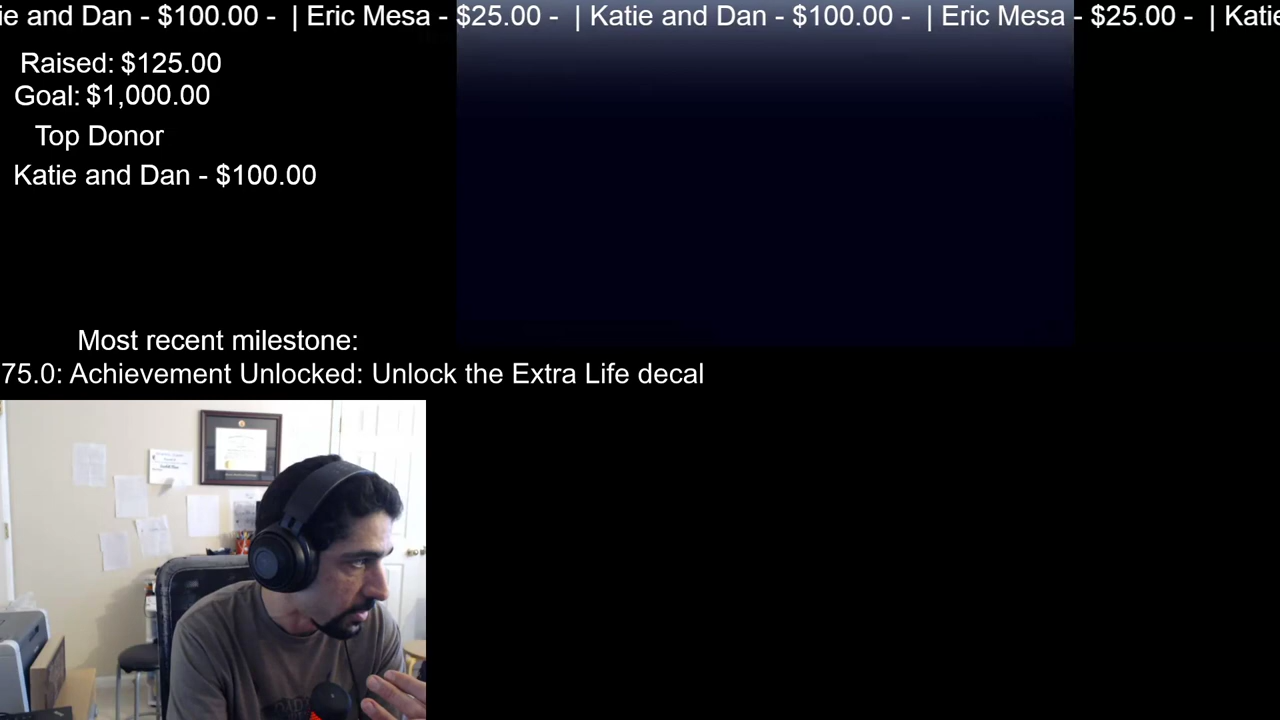 ie and Dan - $100.00 - | Eric Mesa - $25.00 - | Katie and Dan - $100.00 - | Eric Mesa - $25.00 - | Katie
Raised: $125.00
Goal: $1,000.00
Top Donor
Katie and Dan - $100.00
Most recent milestone:
75.0: Achievement Unlocked: Unlock the Extra Life decal